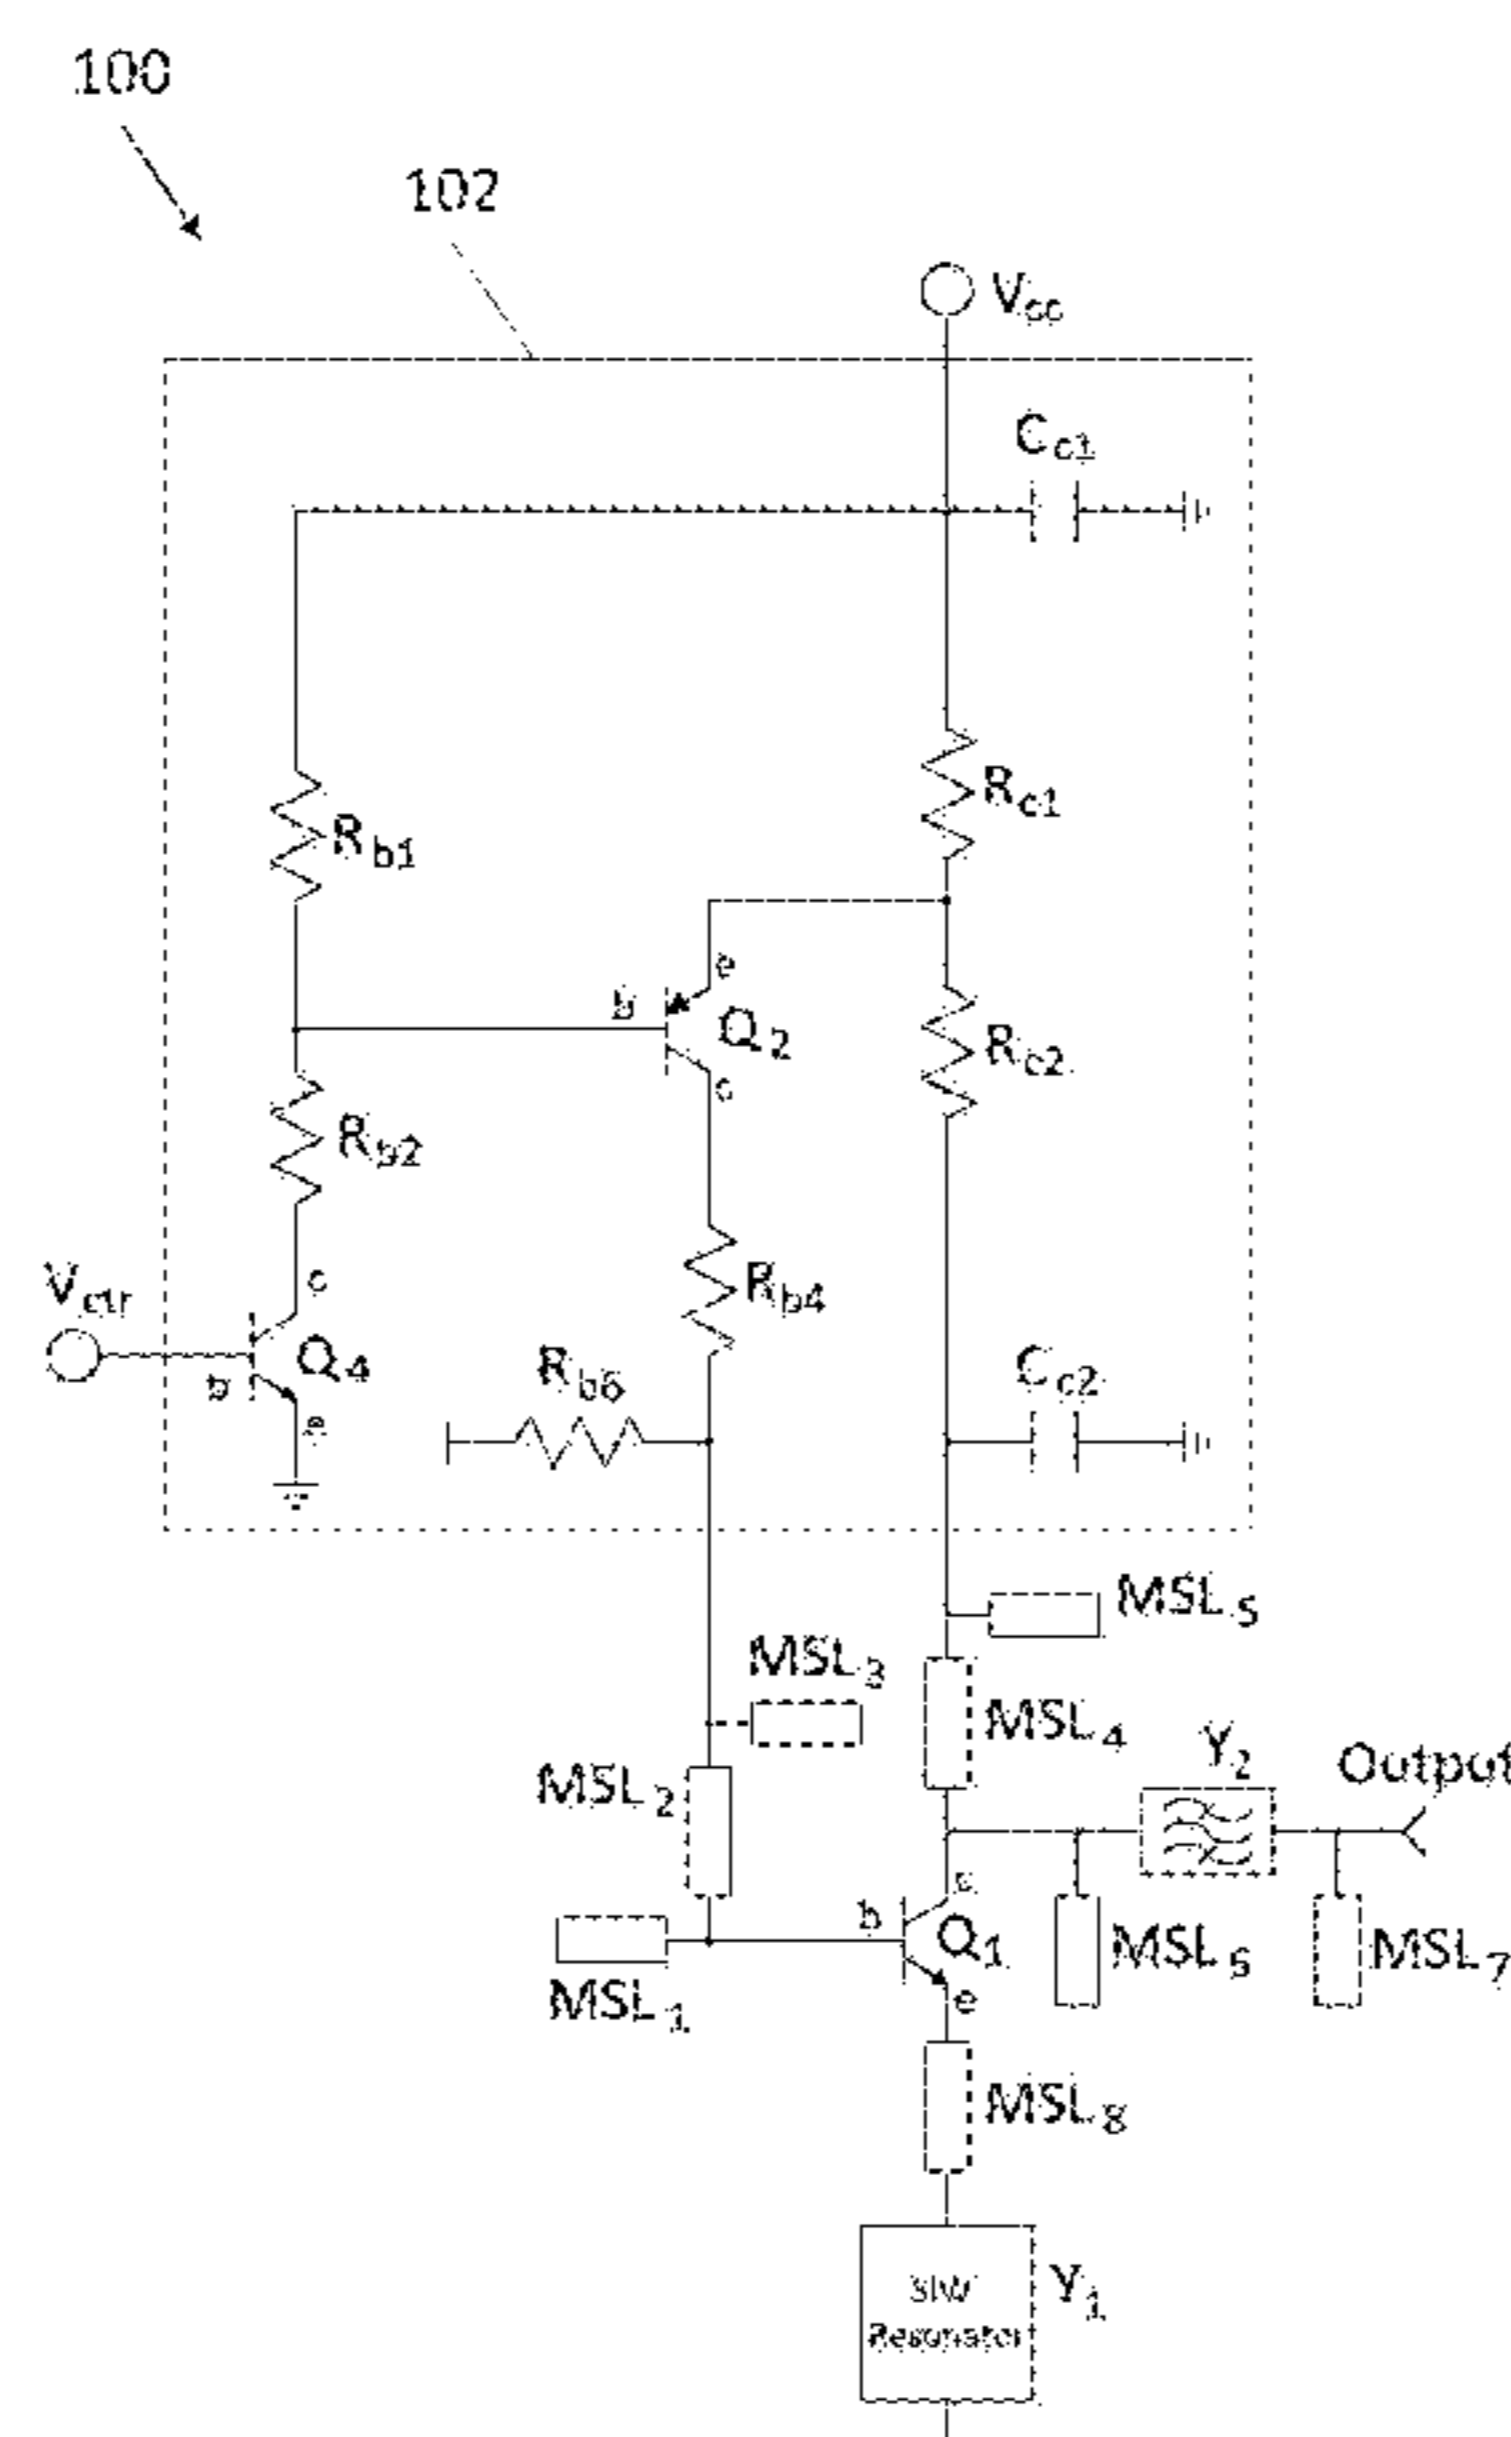 100
102
Vcc
Cc1
Rc1
Rb1
e
b
Q2
c
Rc2
Rb2
Vctr
c
Rb4
Q4
b
e
Rb6
Cc2
MSL5
MSL3
MSL4
Y2
Output
MSL2
c
b
Q1
MSL6
MSL7
e
MSL1
MSL8
SIW
Resonator
Y1